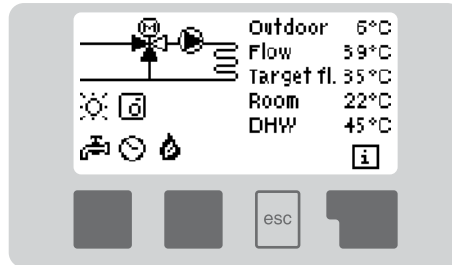 M
Outdoor 6°C
Flow 39°C
Target fl. 35°C
Room 22°C
DHW 45°C
i
esc